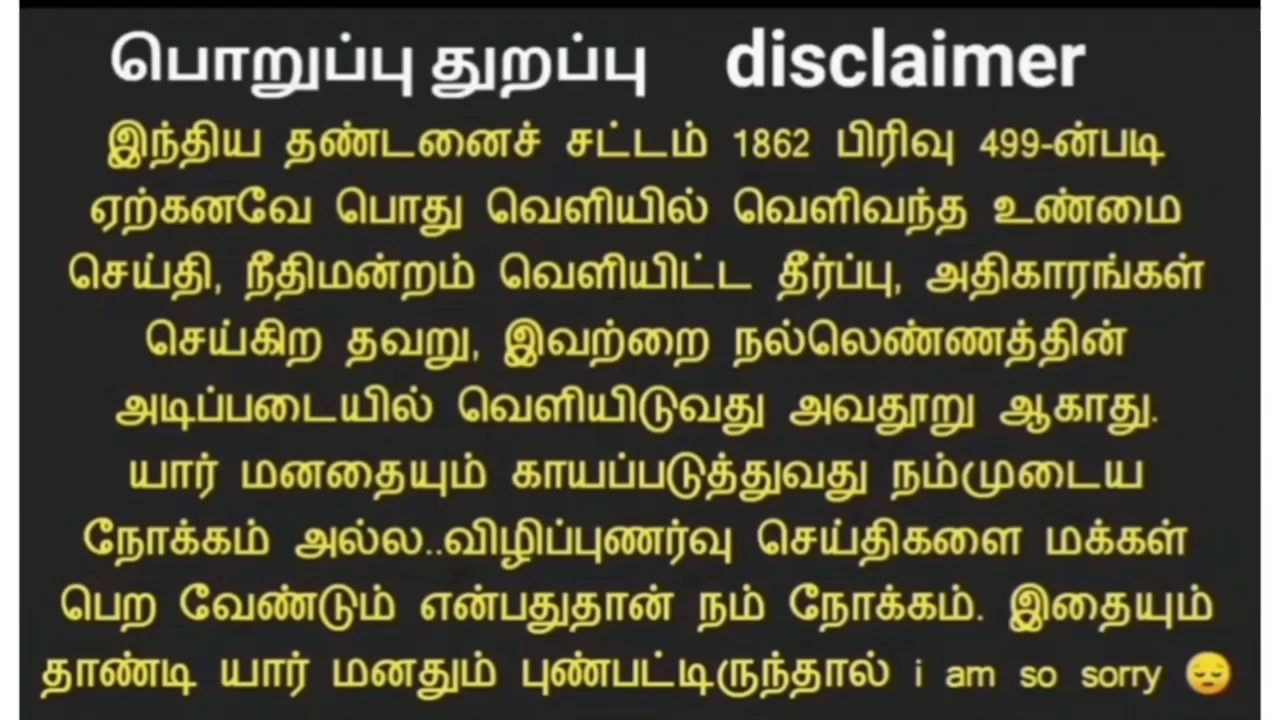 பொறுப்பு துறப்பு disclaimer
இந்திய தண்டனைச் சட்டம் 1862 பிரிவு 499-ன்படி
ஏற்கனவே பொது வெளியில் வெளிவந்த உண்மை
செய்தி, நீதிமன்றம் வெளியிட்ட தீர்ப்பு, அதிகாரங்கள்
செய்கிற தவறு, இவற்றை நல்லெண்ணத்தின்
அடிப்படையில் வெளியிடுவது அவதூறு ஆகாது.
யார் மனதையும் காயப்படுத்துவது நம்முடைய
நோக்கம் அல்ல..விழிப்புணர்வு செய்திகளை மக்கள்
பெற வேண்டும் என்பதுதான் நம் நோக்கம். இதையும்
தாண்டி யார் மனதும் புண்பட்டிருந்தால் i am so sorry 😔